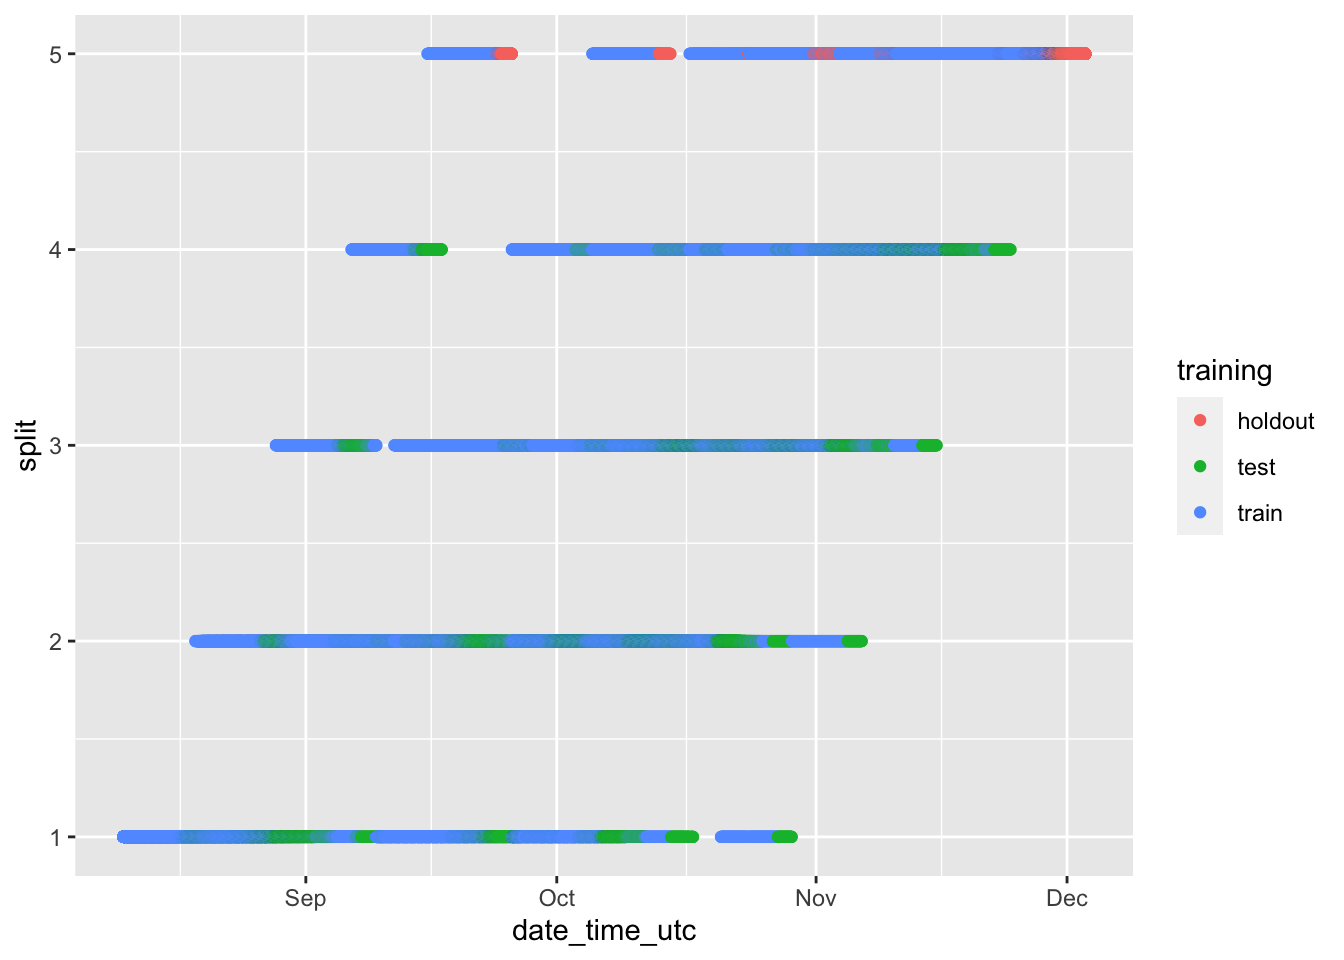 5
4
3
2
1
split
Sep
Oct
Nov
Dec
date_time_utc
training
holdout
test
train